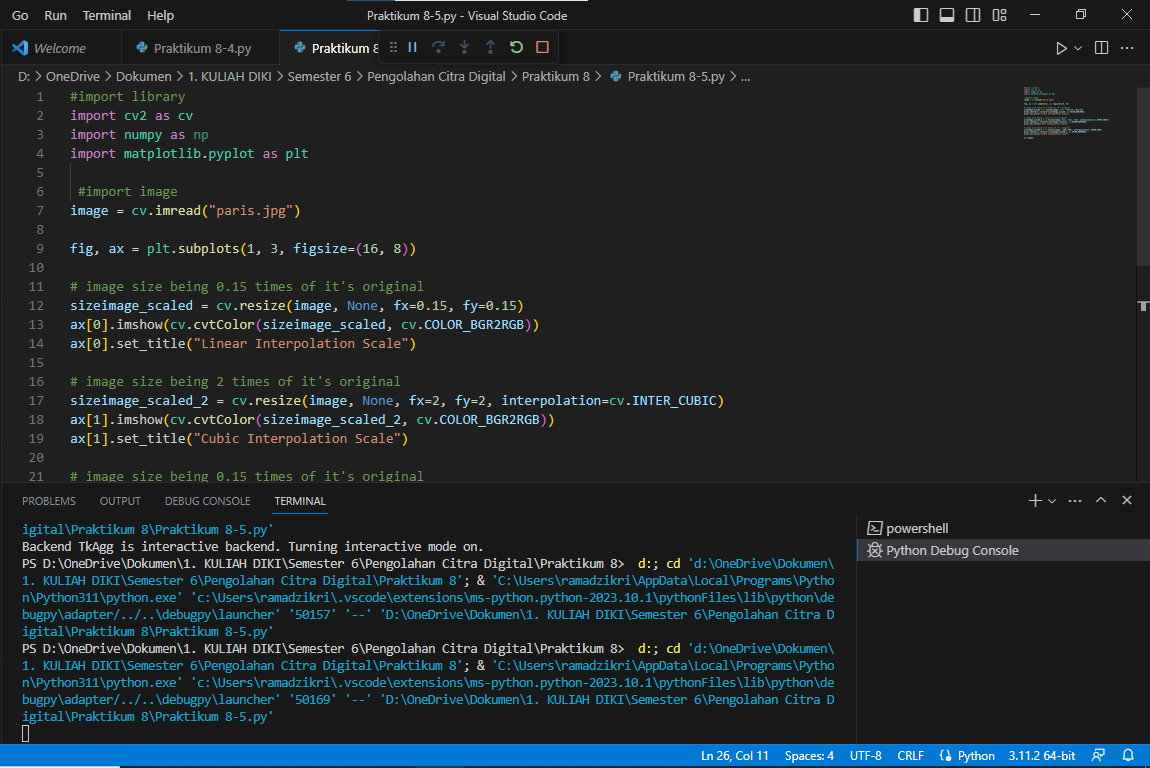 Go Run Terminal Help Praktikum 8-5.py - Visual Studio Code
Welcome Praktikum 8-4.py Praktikum 8
D: > OneDrive > Dokumen > 1. KULIAH DIKI > Semester 6 > Pengolahan Citra Digital > Praktikum 8 > Praktikum 8-5.py > ...
1 #import library
2 import cv2 as cv
3 import numpy as np
4 import matplotlib.pyplot as plt
5
6 #import image
7 image = cv.imread("paris.jpg")
8
9 fig, ax = plt.subplots(1, 3, figsize=(16, 8))
10
11 # image size being 0.15 times of it's original
12 sizeimage_scaled = cv.resize(image, None, fx=0.15, fy=0.15)
13 ax[0].imshow(cv.cvtColor(sizeimage_scaled, cv.COLOR_BGR2RGB))
14 ax[0].set_title("Linear Interpolation Scale")
15
16 # image size being 2 times of it's original
17 sizeimage_scaled_2 = cv.resize(image, None, fx=2, fy=2, interpolation=cv.INTER_CUBIC)
18 ax[1].imshow(cv.cvtColor(sizeimage_scaled_2, cv.COLOR_BGR2RGB))
19 ax[1].set_title("Cubic Interpolation Scale")
20
21 # image size being 0.15 times of it's original
PROBLEMS OUTPUT DEBUG CONSOLE TERMINAL
igital\Praktikum 8\Praktikum 8-5.py'
Backend TkAgg is interactive backend. Turning interactive mode on.
PS D:\OneDrive\Dokumen\1. KULIAH DIKI\Semester 6\Pengolahan Citra Digital\Praktikum 8> d:; cd 'd:\OneDrive\Dokumen\
1. KULIAH DIKI\Semester 6\Pengolahan Citra Digital\Praktikum 8'; & 'C:\Users\ramadzikri\AppData\Local\Programs\Pytho
n\Python311\python.exe' 'c:\Users\ramadzikri\.vscode\extensions\ms-python.python-2023.10.1\pythonFiles\lib\python\de
bugpy\adapter/../..\debugpy\launcher' '50157' '--' 'D:\OneDrive\Dokumen\1. KULIAH DIKI\Semester 6\Pengolahan Citra D
igital\Praktikum 8\Praktikum 8-5.py'
PS D:\OneDrive\Dokumen\1. KULIAH DIKI\Semester 6\Pengolahan Citra Digital\Praktikum 8> d:; cd 'd:\OneDrive\Dokumen\
1. KULIAH DIKI\Semester 6\Pengolahan Citra Digital\Praktikum 8'; & 'C:\Users\ramadzikri\AppData\Local\Programs\Pytho
n\Python311\python.exe' 'c:\Users\ramadzikri\.vscode\extensions\ms-python.python-2023.10.1\pythonFiles\lib\python\de
bugpy\adapter/../..\debugpy\launcher' '50169' '--' 'D:\OneDrive\Dokumen\1. KULIAH DIKI\Semester 6\Pengolahan Citra D
igital\Praktikum 8\Praktikum 8-5.py'
powershell
Python Debug Console
Ln 26, Col 11 Spaces: 4 UTF-8 CRLF Python 3.11.2 64-bit